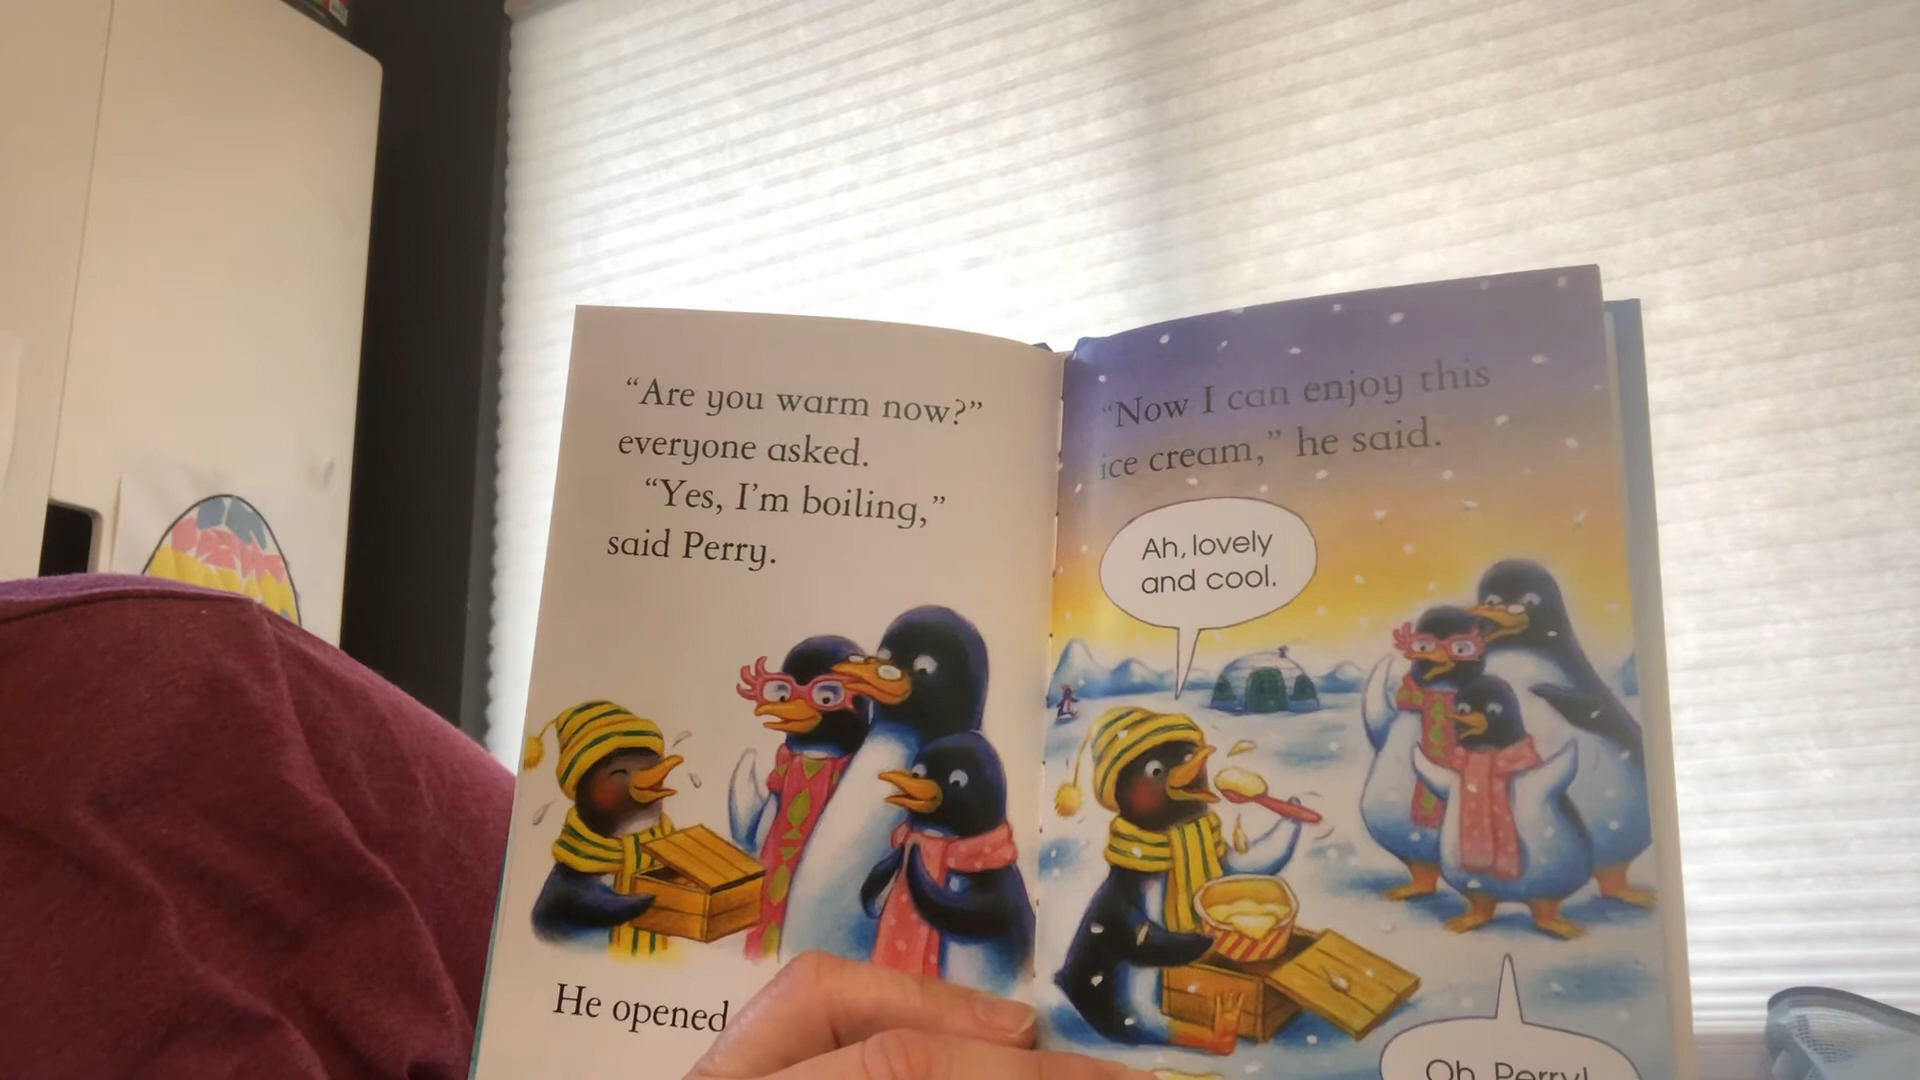 “Are you warm now?”
everyone asked.
“Yes, I’m boiling,”
said Perry.
He opened
“Now I can enjoy this
ice cream,” he said.
Ah, lovely
and cool.
Oh, Perry!